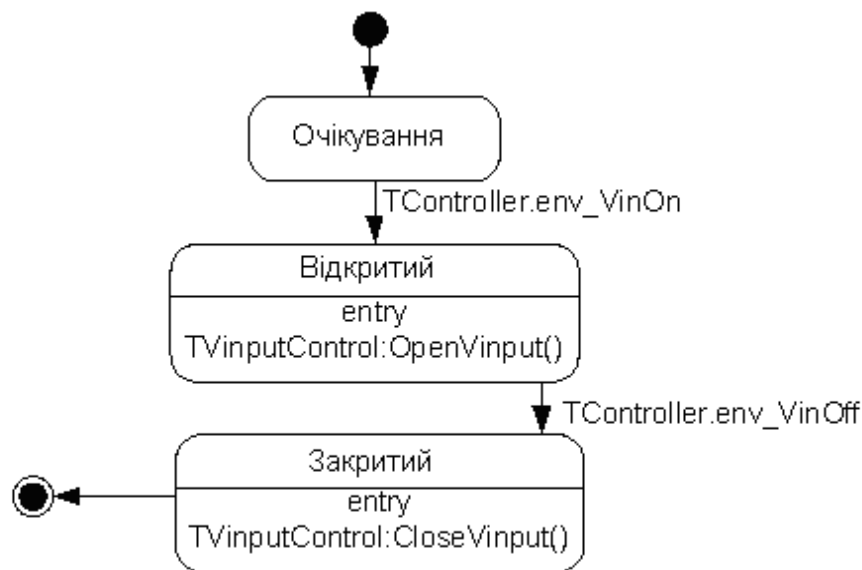 Очікування
TController.env_VinOn
Відкритий
entry
TVinputControl:OpenVinput()
TController.env_VinOff
Закритий
entry
TVinputControl:CloseVinput()